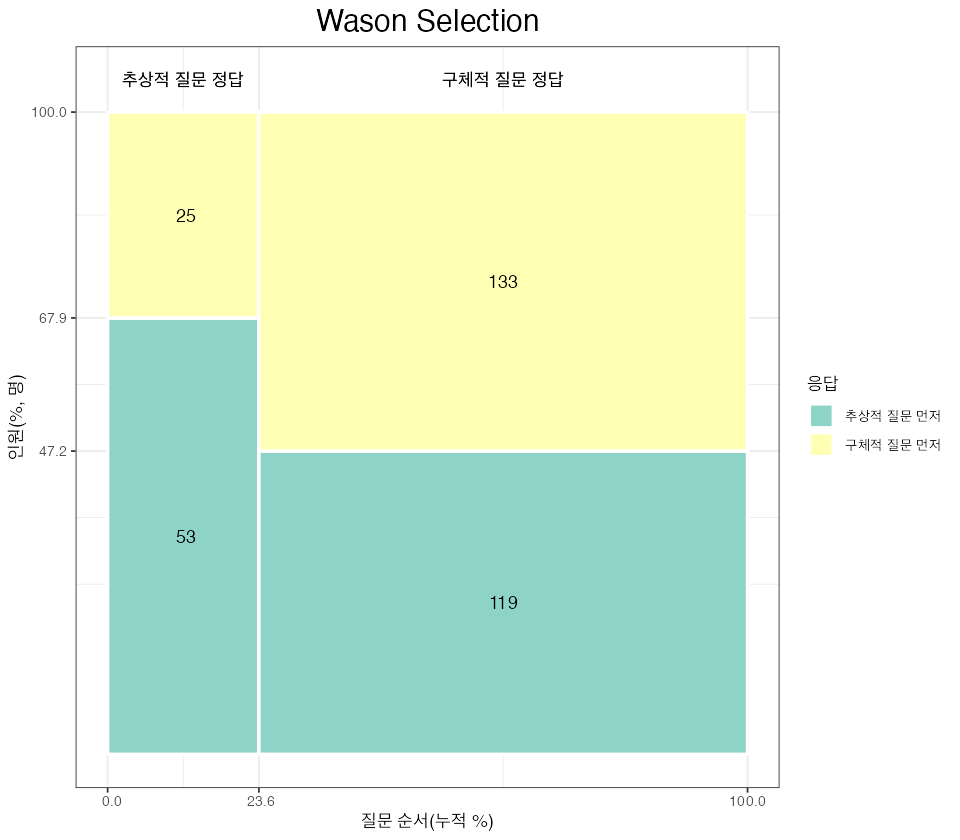 Wason Selection
추상적 질문 정답
구체적 질문 정답
100.0
25
133
67.9
인원(%, 명)
응답
추상적 질문 먼저
구체적 질문 먼저
47.2
53
119
0.0
23.6
100.0
질문 순서(누적 %)